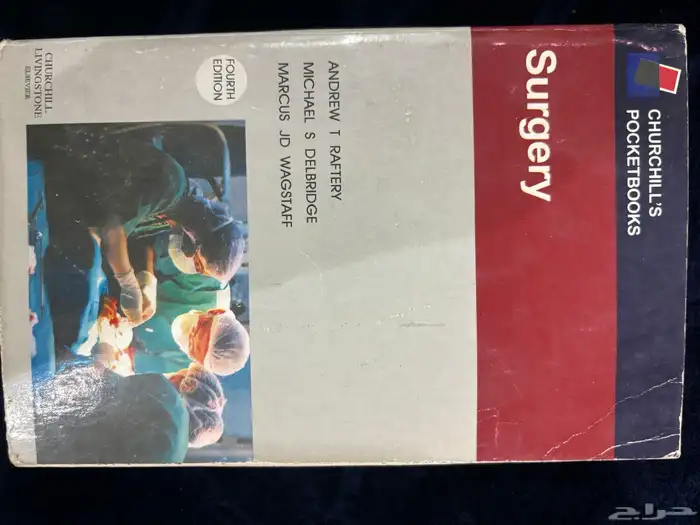 CHURCHILL'S
POCKETBOOKS
Surgery
ANDREW T RAFTERY
MICHAEL S DELBRIDGE
MARCUS JD WAGSTAFF
FOURTH
EDITION
CHURCHILL
LIVINGSTONE
ELSEVIER
حراج